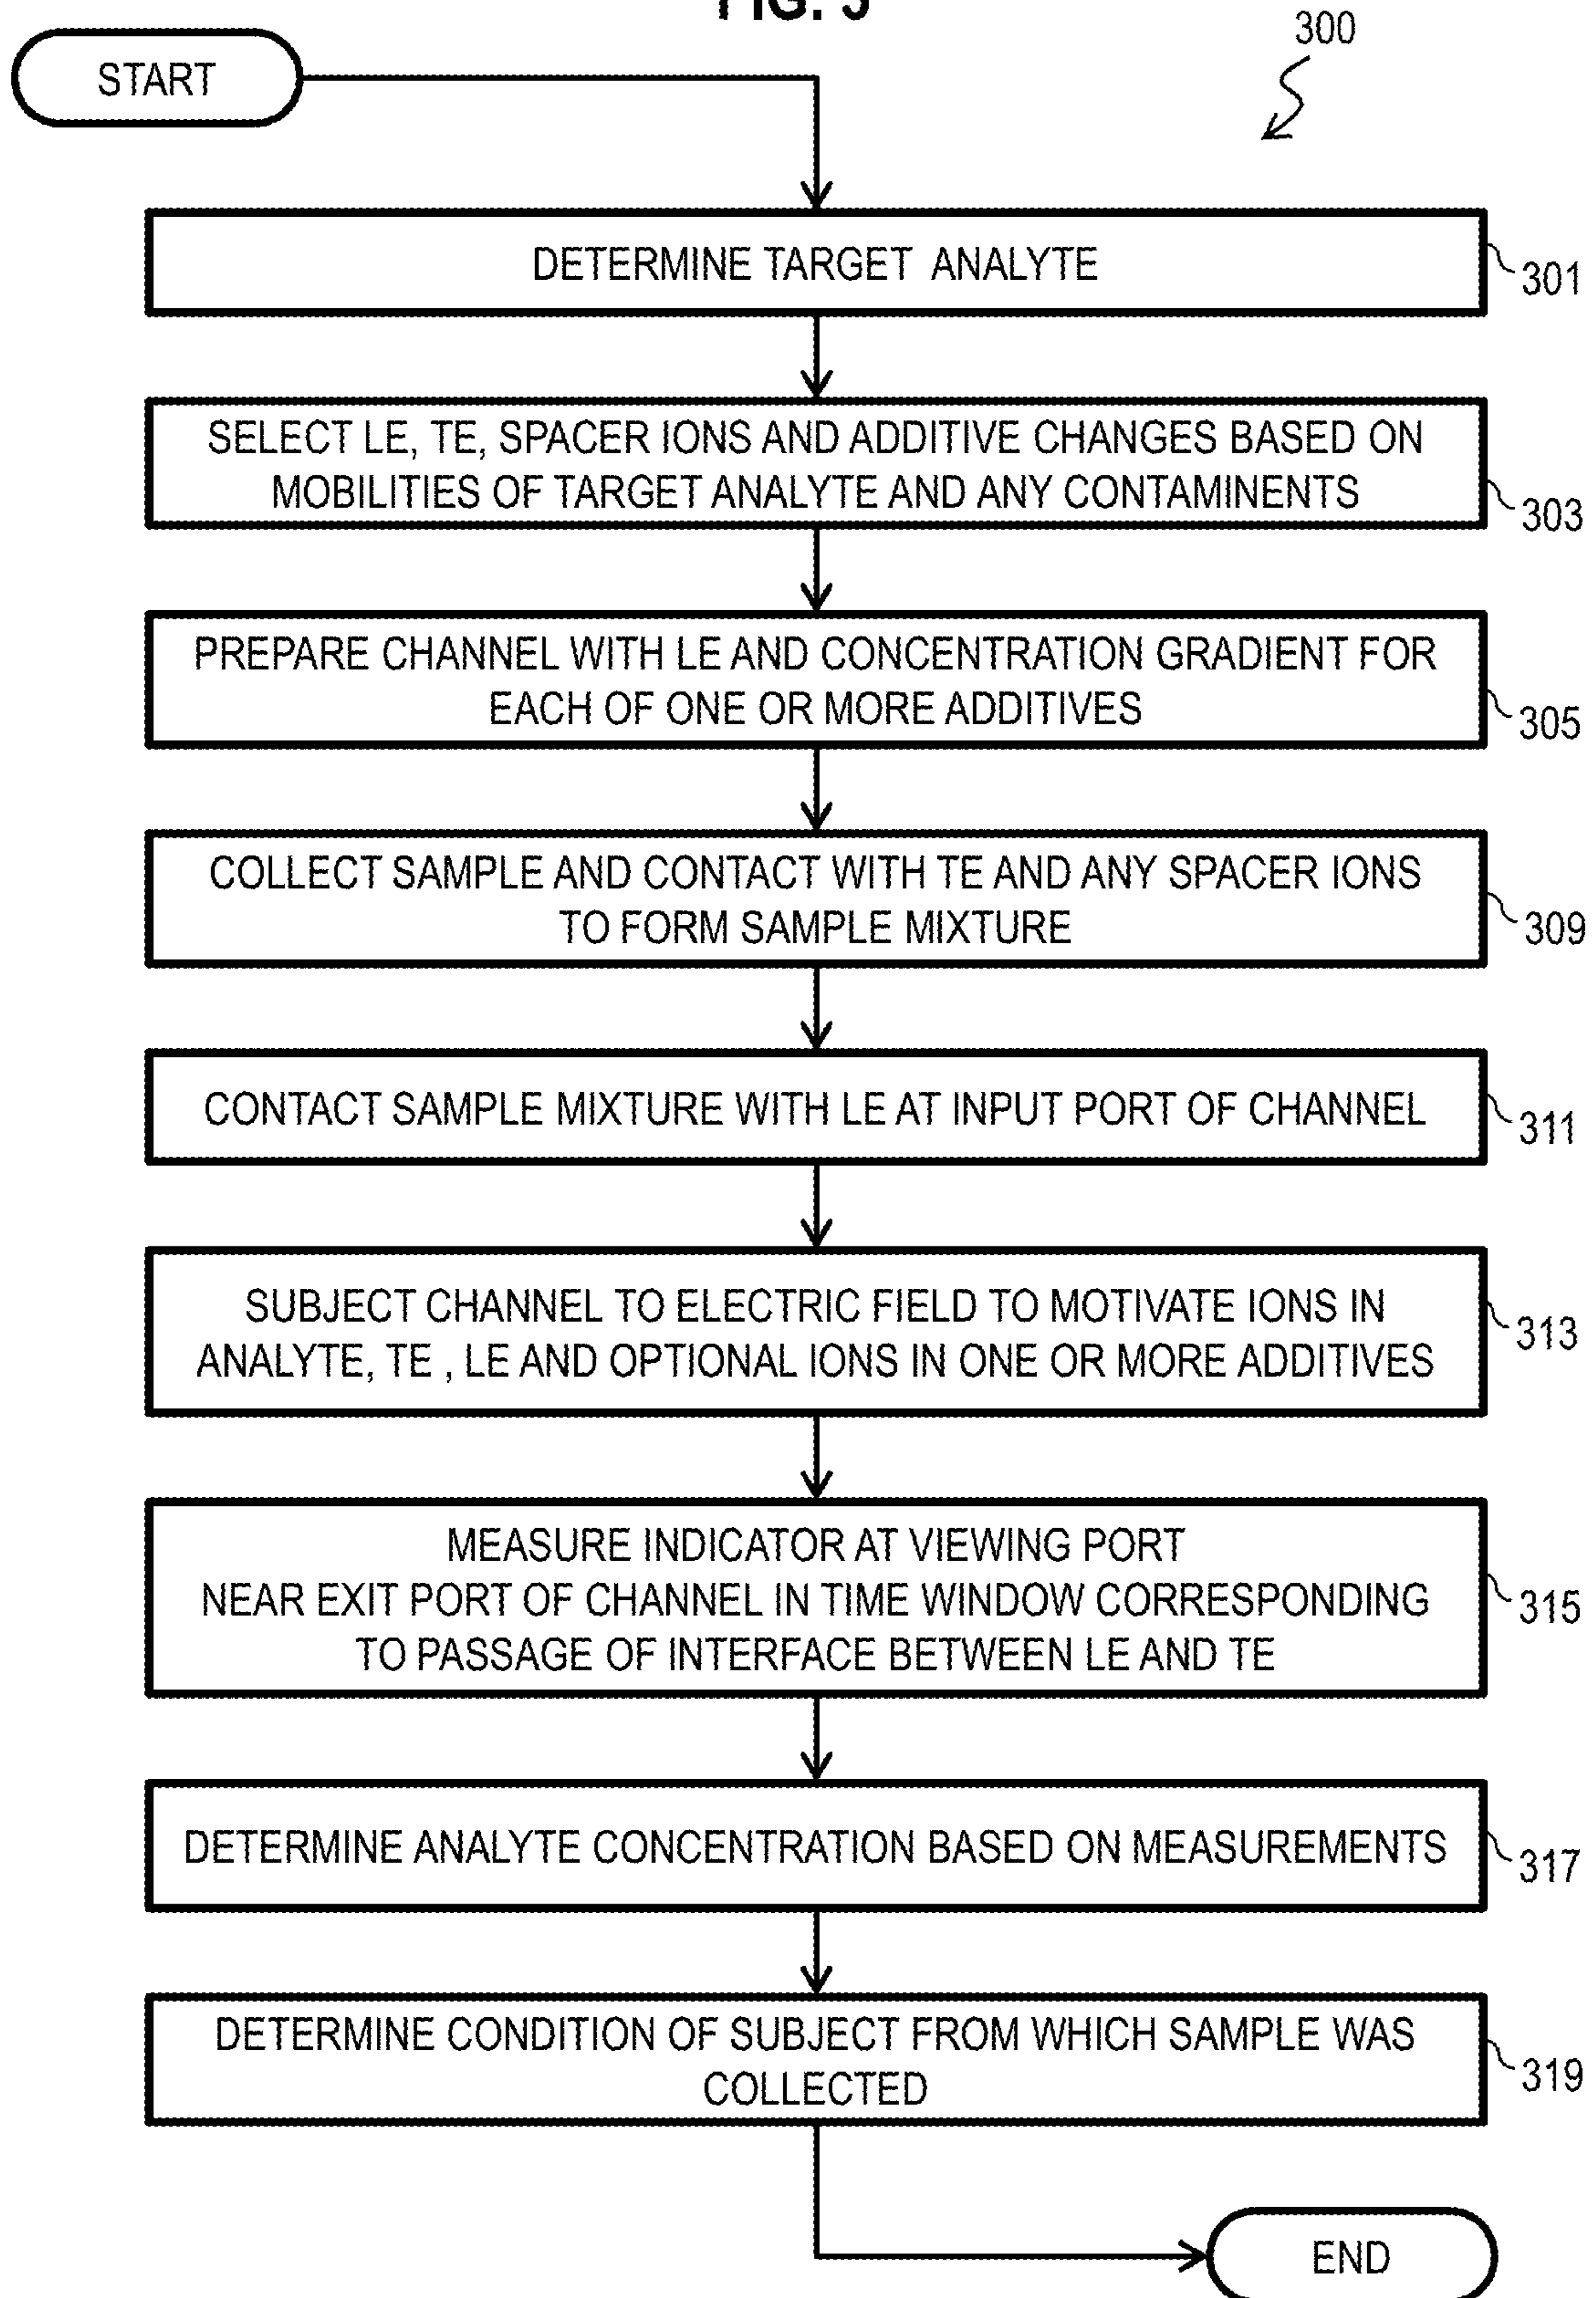 FIG. 3
300
START
DETERMINE TARGET ANALYTE
301
SELECT LE, TE, SPACER IONS AND ADDITIVE CHANGES BASED ON
MOBILITIES OF TARGET ANALYTE AND ANY CONTAMINENTS
303
PREPARE CHANNEL WITH LE AND CONCENTRATION GRADIENT FOR
EACH OF ONE OR MORE ADDITIVES
305
COLLECT SAMPLE AND CONTACT WITH TE AND ANY SPACER IONS
TO FORM SAMPLE MIXTURE
309
CONTACT SAMPLE MIXTURE WITH LE AT INPUT PORT OF CHANNEL
311
SUBJECT CHANNEL TO ELECTRIC FIELD TO MOTIVATE IONS IN
ANALYTE, TE , LE AND OPTIONAL IONS IN ONE OR MORE ADDITIVES
313
MEASURE INDICATOR AT VIEWING PORT
NEAR EXIT PORT OF CHANNEL IN TIME WINDOW CORRESPONDING
TO PASSAGE OF INTERFACE BETWEEN LE AND TE
315
DETERMINE ANALYTE CONCENTRATION BASED ON MEASUREMENTS
317
DETERMINE CONDITION OF SUBJECT FROM WHICH SAMPLE WAS
COLLECTED
319
END